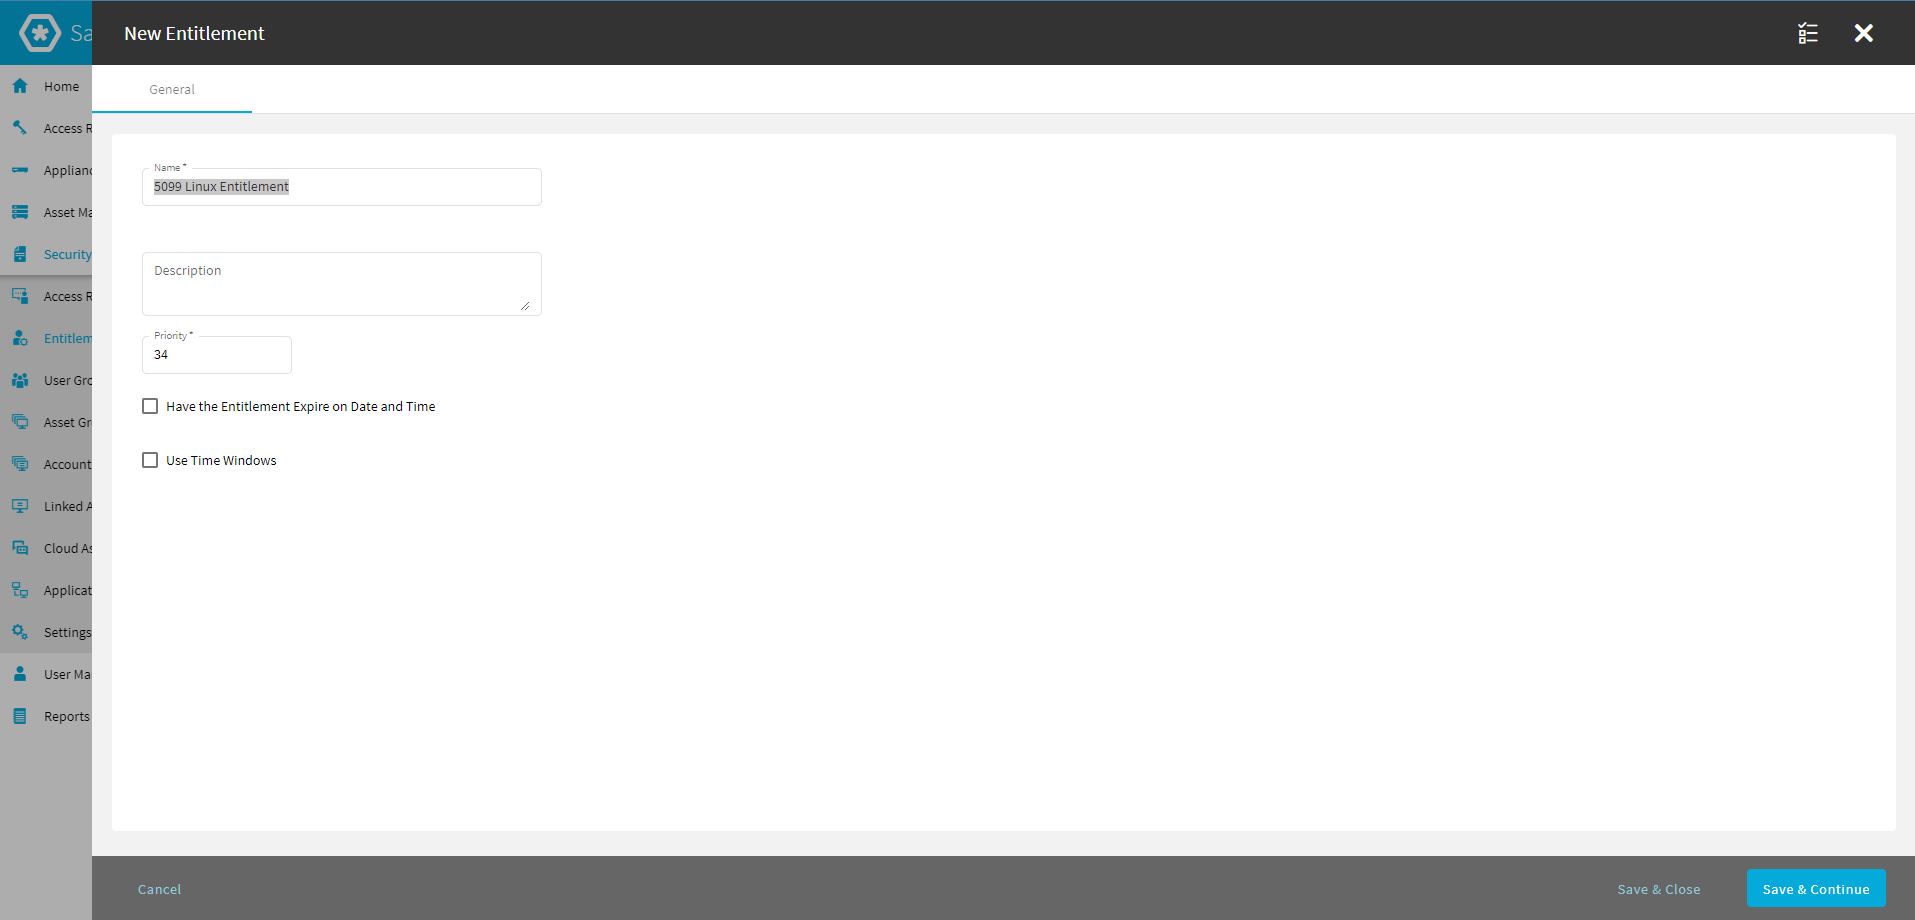 Sa
New Entitlement
General
Home
Access R
Applianc
Asset Ma
Security
Access R
Entitlem
User Gro
Asset Gr
Account
Linked A
Cloud As
Applicat
Settings
User Ma
Reports
Name *
5099 Linux Entitlement
Description
Priority *
34
Have the Entitlement Expire on Date and Time
Use Time Windows
Cancel
Save & Close
Save & Continue